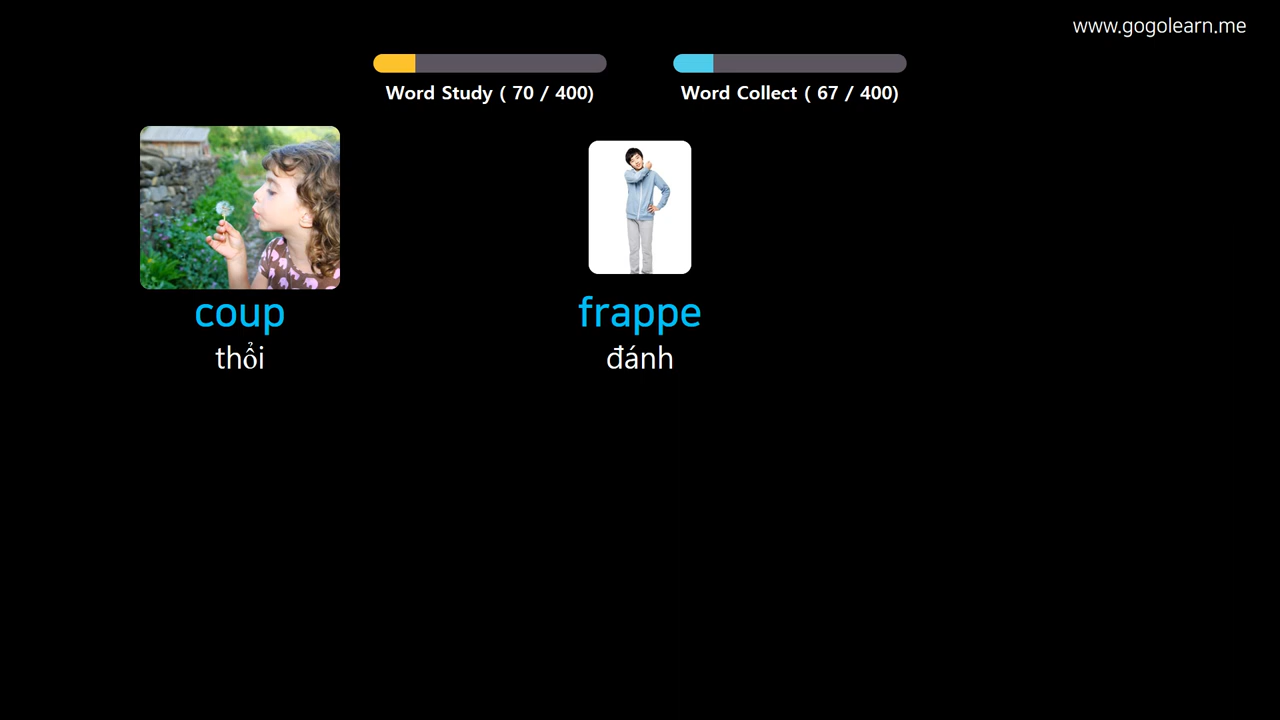 www.gogolearn.me
Word Study ( 70 / 400)
Word Collect ( 67 / 400)
coup
thổi
frappe
đánh